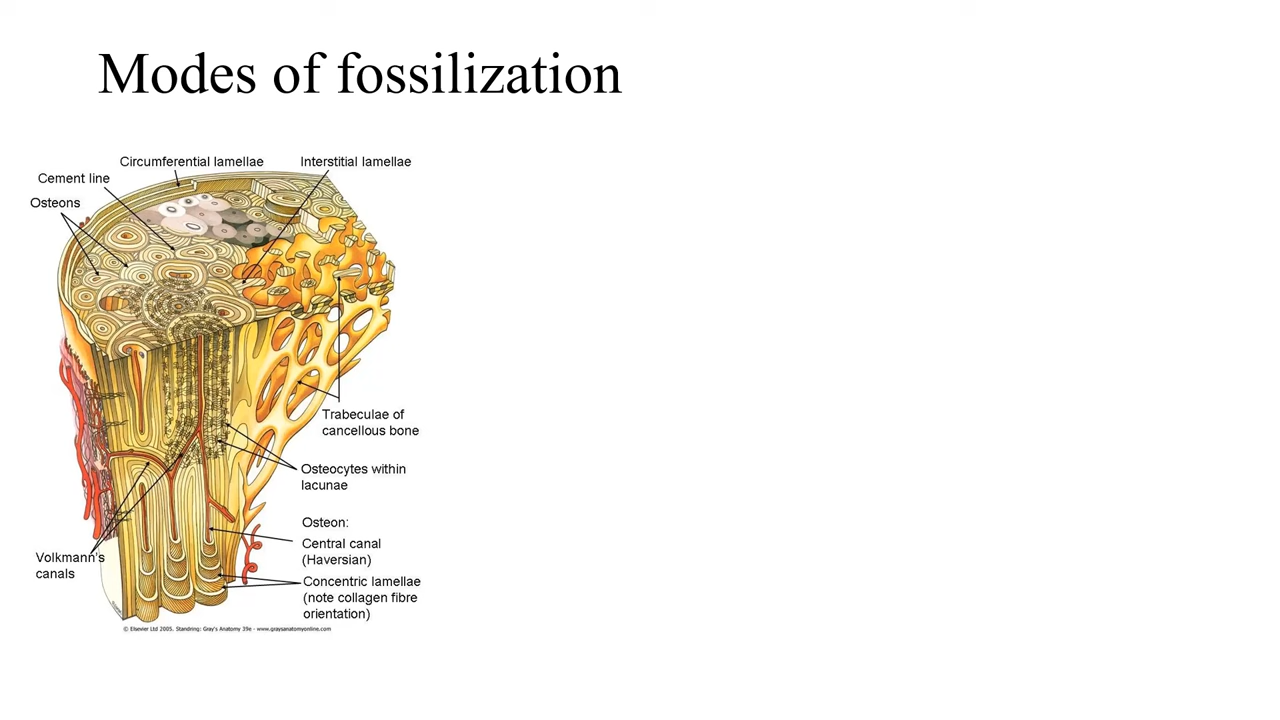 Modes of fossilization
Circumferential lamellae
Interstitial lamellae
Cement line
Osteons
Trabeculae of
cancellous bone
Osteocytes within
lacunae
Osteon:
Central canal
(Haversian)
Volkmann's
canals
Concentric lamellae
(note collagen fibre
orientation)
© Elsevier Ltd 2005. Standring: Gray's Anatomy 39e - www.graysanatomyonline.com